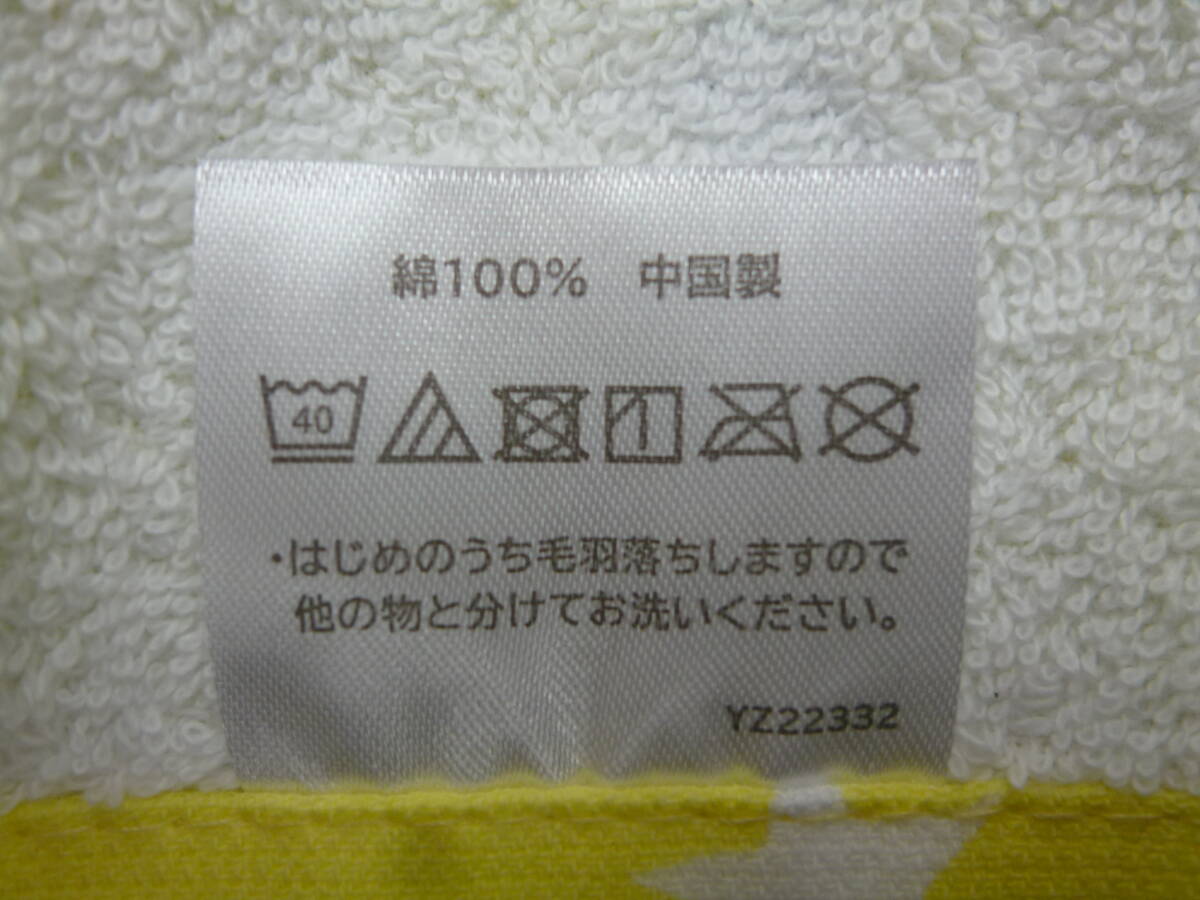 綿100%　中国製
40
・はじめのうち毛羽落ちしますので
他の物と分けてお洗いください。
YZ22332